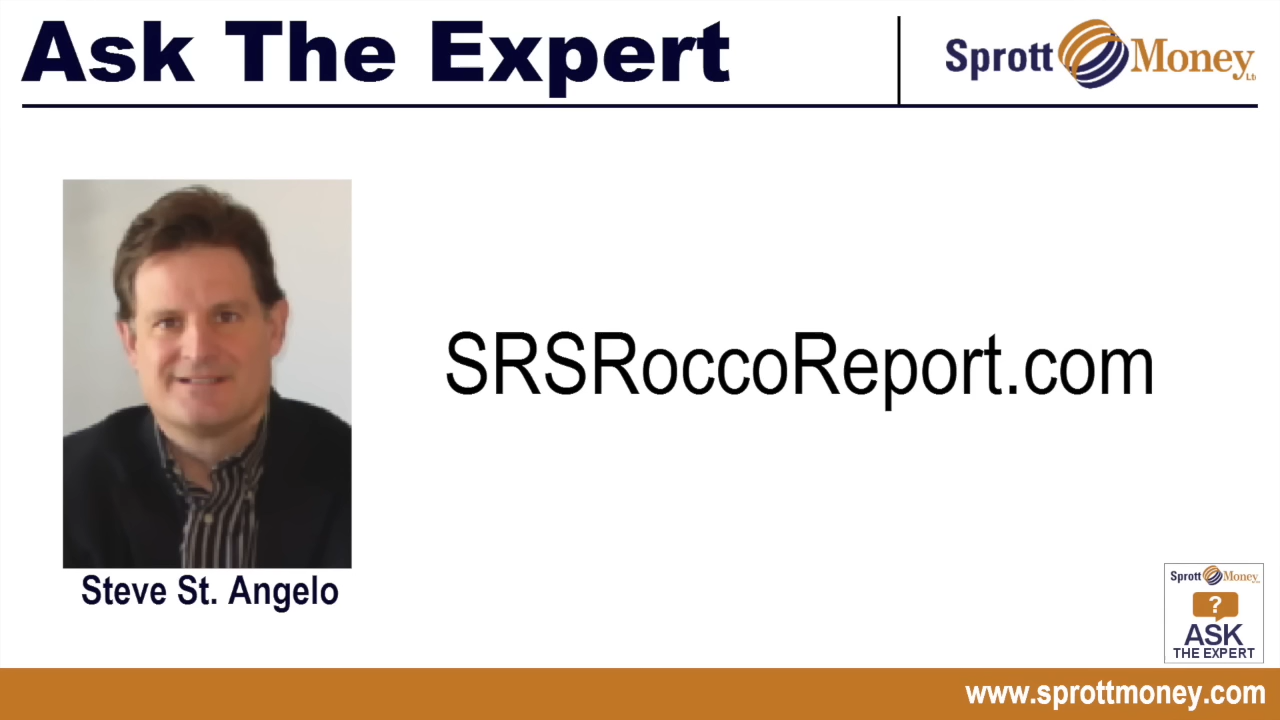 Ask The Expert
Sprott Money Ltd
SRSRoccoReport.com
Steve St. Angelo
Sprott Money
?
ASK
THE EXPERT
www.sprottmoney.com